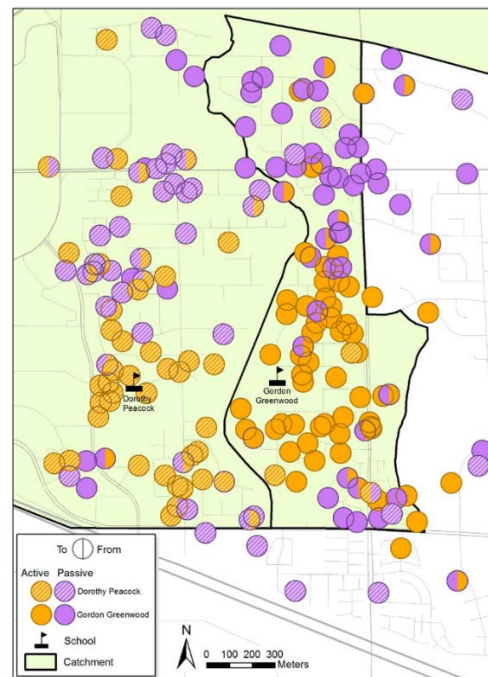 Dorothy
Peacock
Gordon
Greenwood
To From
Active Passive
Dorothy Peacock
Gordon Greenwood
School
Catchment
N
0 100 200 300
Meters